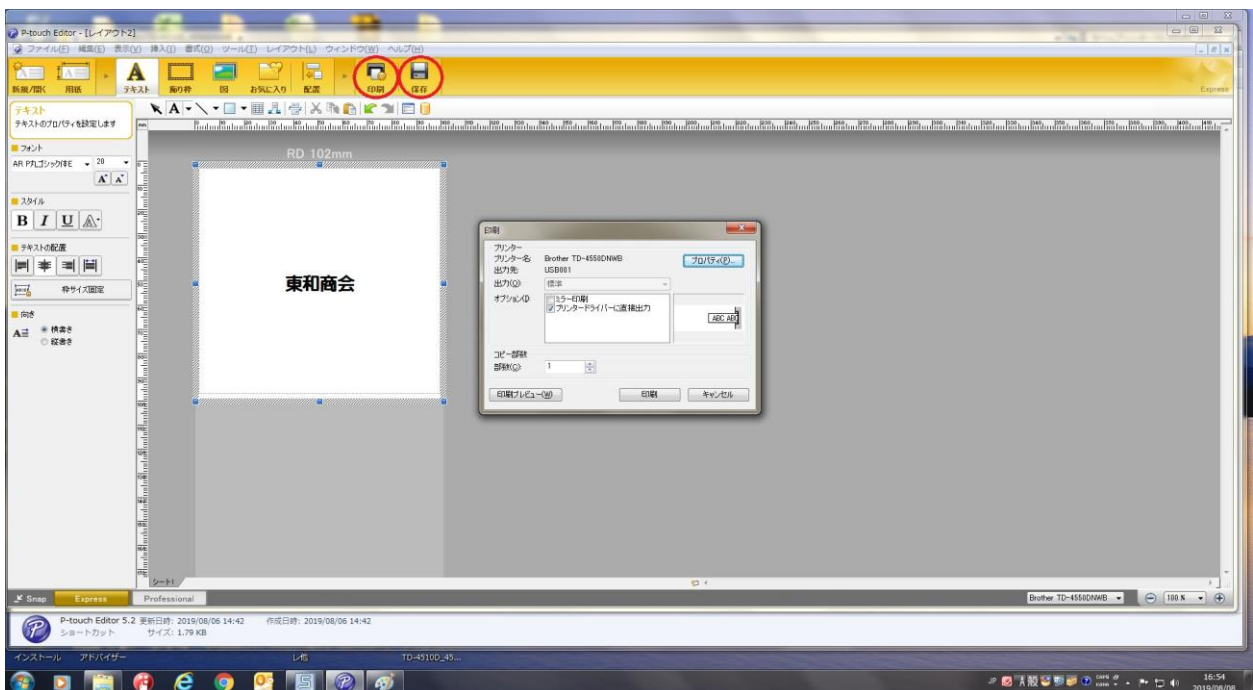 P-touch Editor - [レイアウト2]
ファイル(F) 編集(E) 表示(V) 挿入(I) 書式(O) ツール(T) レイアウト(L) ウィンドウ(W) ヘルプ(H)
新規/開く 用紙 テキスト 飾り枠 図 お気に入り 配置 印刷 保存 Express
テキスト
テキストのプロパティを設定します
フォント
20
スタイル
B I U A
テキストの配置
枠サイズ固定
向き
横書き
縦書き
RD 102mm
東和商会
印刷
プリンター
プリンター名: Brother TD-4550DNWB プロパティ(P)...
出力先: USB001
出力(O): 標準
オプション(I): ミラー印刷
プリンタードライバーに直接出力
ABC ABC
コピー部数
部数(C): 1
印刷プレビュー(W) 印刷 キャンセル
シート1
Snap Express Professional
Brother TD-4550DNWB 100 %
P-touch Editor 5.2 更新日時: 2019/08/06 14:42 作成日時: 2019/08/06 14:42
ショートカット サイズ: 1.79 KB
インストール アドバイザー TD-4510D_45...
16:54
2019/08/08